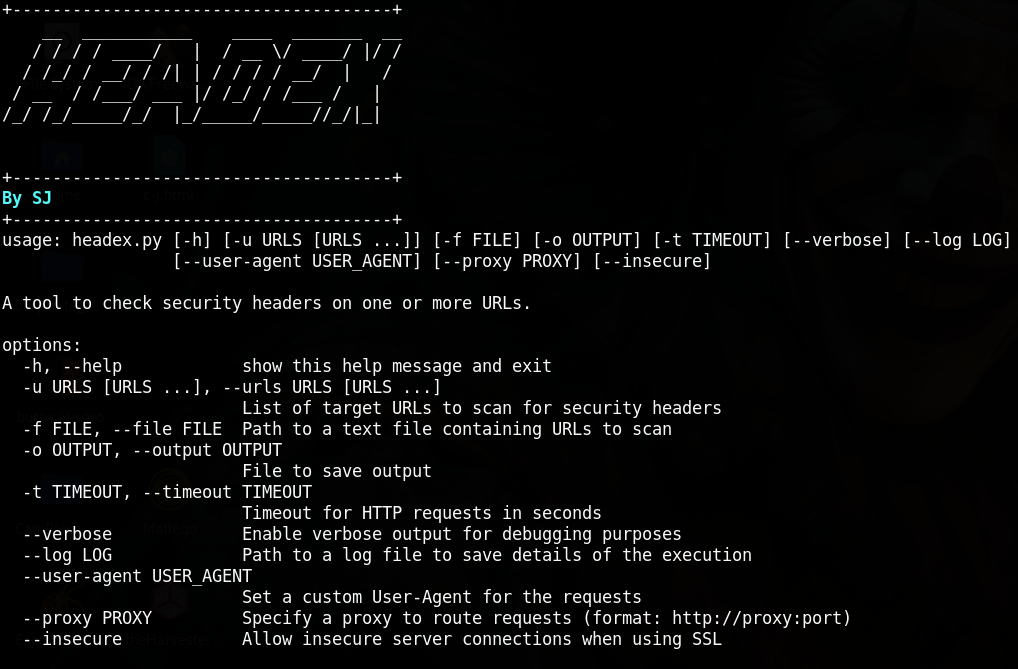 +--------------------------------------+
    __  ___________    ____  _______  __
   / / / / ____/   |  / __ \/ ____/ |/ /
  / /_/ / __/ / /| | / / / / __/  |   /
 / __  / /___/ ___ |/ /_/ / /___ /   |
/_/ /_/_____/_/  |_/_____/_____//_/|_|
+--------------------------------------+
By SJ
+--------------------------------------+
usage: headex.py [-h] [-u URLS [URLS ...]] [-f FILE] [-o OUTPUT] [-t TIMEOUT] [--verbose] [--log LOG]
                 [--user-agent USER_AGENT] [--proxy PROXY] [--insecure]
A tool to check security headers on one or more URLs.
options:
  -h, --help            show this help message and exit
  -u URLS [URLS ...], --urls URLS [URLS ...]
                        List of target URLs to scan for security headers
  -f FILE, --file FILE  Path to a text file containing URLs to scan
  -o OUTPUT, --output OUTPUT
                        File to save output
  -t TIMEOUT, --timeout TIMEOUT
                        Timeout for HTTP requests in seconds
  --verbose             Enable verbose output for debugging purposes
  --log LOG             Path to a log file to save details of the execution
  --user-agent USER_AGENT
                        Set a custom User-Agent for the requests
  --proxy PROXY         Specify a proxy to route requests (format: http://proxy:port)
  --insecure            Allow insecure server connections when using SSL